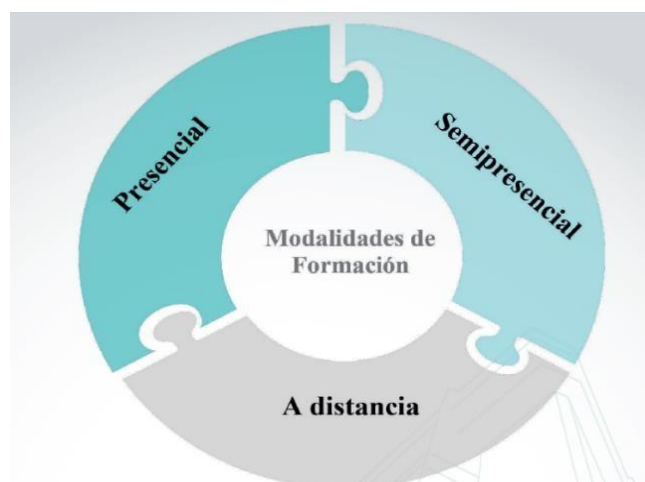 Presencial
Semipresencial
Modalidades de
Formación
A distancia